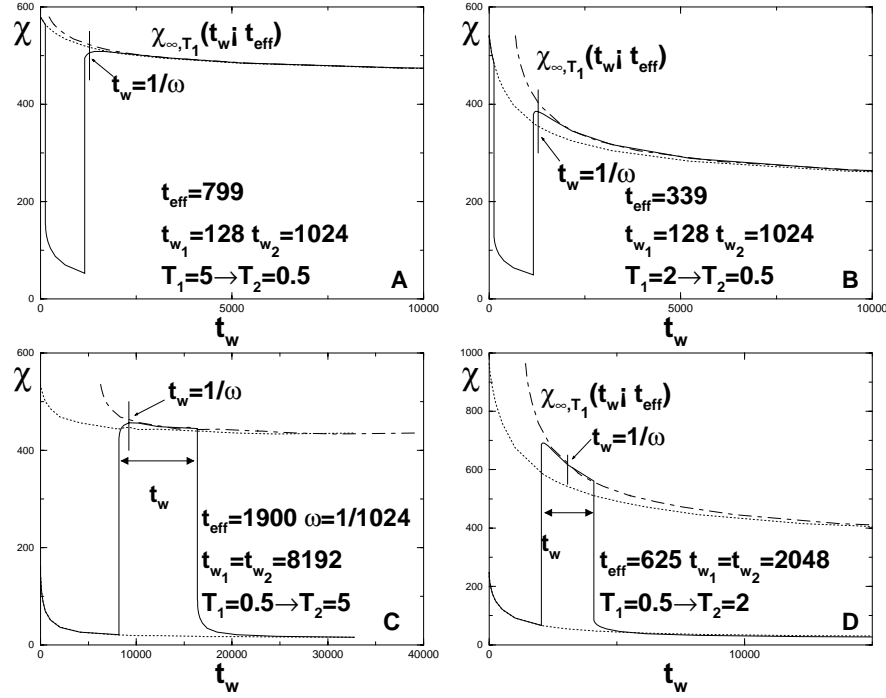 χ
600
400
200
0
χ∞,T1(tw¡ teff)
tw=1/ω
teff=799
tw1=128 tw2=1024
T1=5→T2=0.5
A
0 5000 10000
tw
χ
600
400
200
0
χ∞,T1(tw¡ teff)
tw=1/ω
teff=339
tw1=128 tw2=1024
T1=2→T2=0.5
B
0 5000 10000
tw
χ
600
400
200
0
tw=1/ω
tw
teff=1900 ω=1/1024
tw1=tw2=8192
T1=0.5→T2=5
C
0 10000 20000 30000 40000
tw
χ
1000
800
600
400
200
0
χ∞,T1(tw¡ teff)
tw=1/ω
tw
teff=625 tw1=tw2=2048
T1=0.5→T2=2
D
0 5000 10000
tw